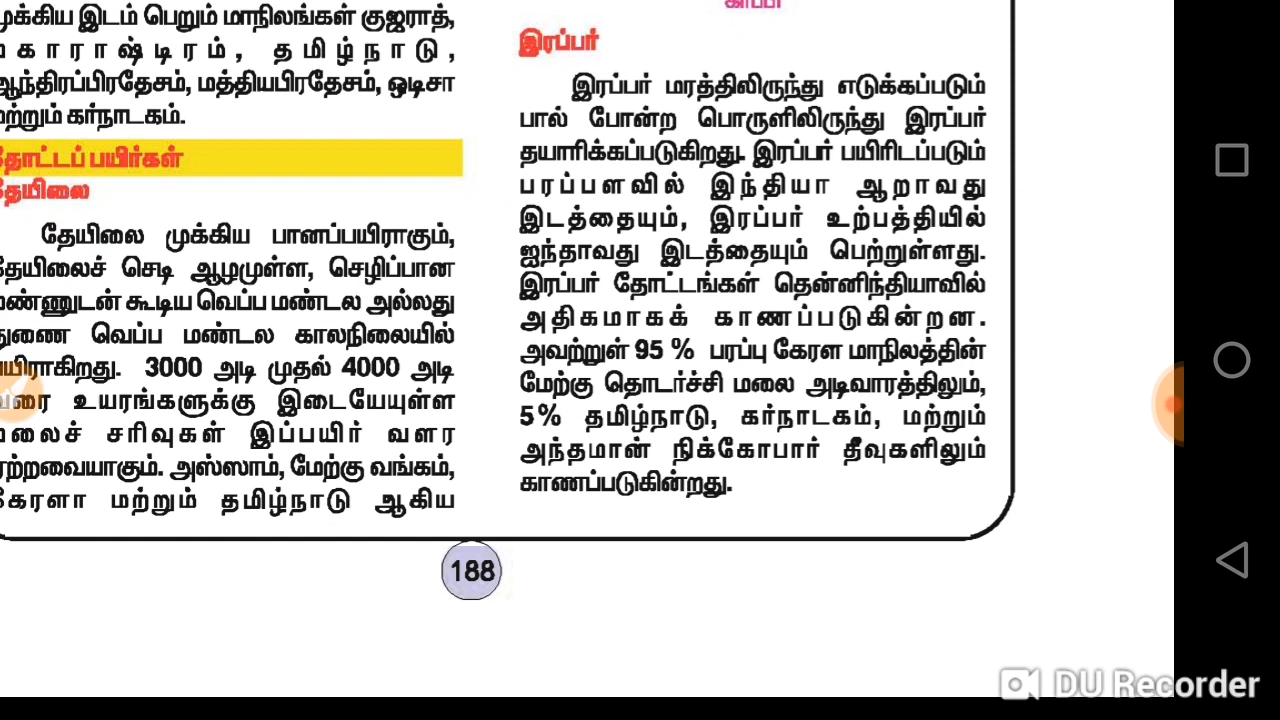 முக்கிய இடம் பெறும் மாநிலங்கள் குஜராத்,
மகாராஷ்டிரம், தமிழ்நாடு,
ஆந்திரப்பிரதேசம், மத்தியபிரதேசம், ஒடிசா
மற்றும் கர்நாடகம்.
தோட்டப் பயிர்கள்
தேயிலை
தேயிலை முக்கிய பானப்பயிராகும்,
தேயிலைச் செடி ஆழமுள்ள, செழிப்பான
மண்ணுடன் கூடிய வெப்ப மண்டல அல்லது
துணை வெப்ப மண்டல காலநிலையில்
பயிராகிறது. 3000 அடி முதல் 4000 அடி
வரை உயரங்களுக்கு இடையேயுள்ள
மலைச் சரிவுகள் இப்பயிர் வளர
ஏற்றவையாகும். அஸ்ஸாம், மேற்கு வங்கம்,
கேரளா மற்றும் தமிழ்நாடு ஆகிய
காப்பி
இரப்பர்
இரப்பர் மரத்திலிருந்து எடுக்கப்படும்
பால் போன்ற பொருளிலிருந்து இரப்பர்
தயாரிக்கப்படுகிறது. இரப்பர் பயிரிடப்படும்
பரப்பளவில் இந்தியா ஆறாவது
இடத்தையும், இரப்பர் உற்பத்தியில்
ஐந்தாவது இடத்தையும் பெற்றுள்ளது.
இரப்பர் தோட்டங்கள் தென்னிந்தியாவில்
அதிகமாகக் காணப்படுகின்றன.
அவற்றுள் 95 % பரப்பு கேரள மாநிலத்தின்
மேற்கு தொடர்ச்சி மலை அடிவாரத்திலும்,
5% தமிழ்நாடு, கர்நாடகம், மற்றும்
அந்தமான் நிக்கோபார் தீவுகளிலும்
காணப்படுகின்றது.
188
DU Recorder